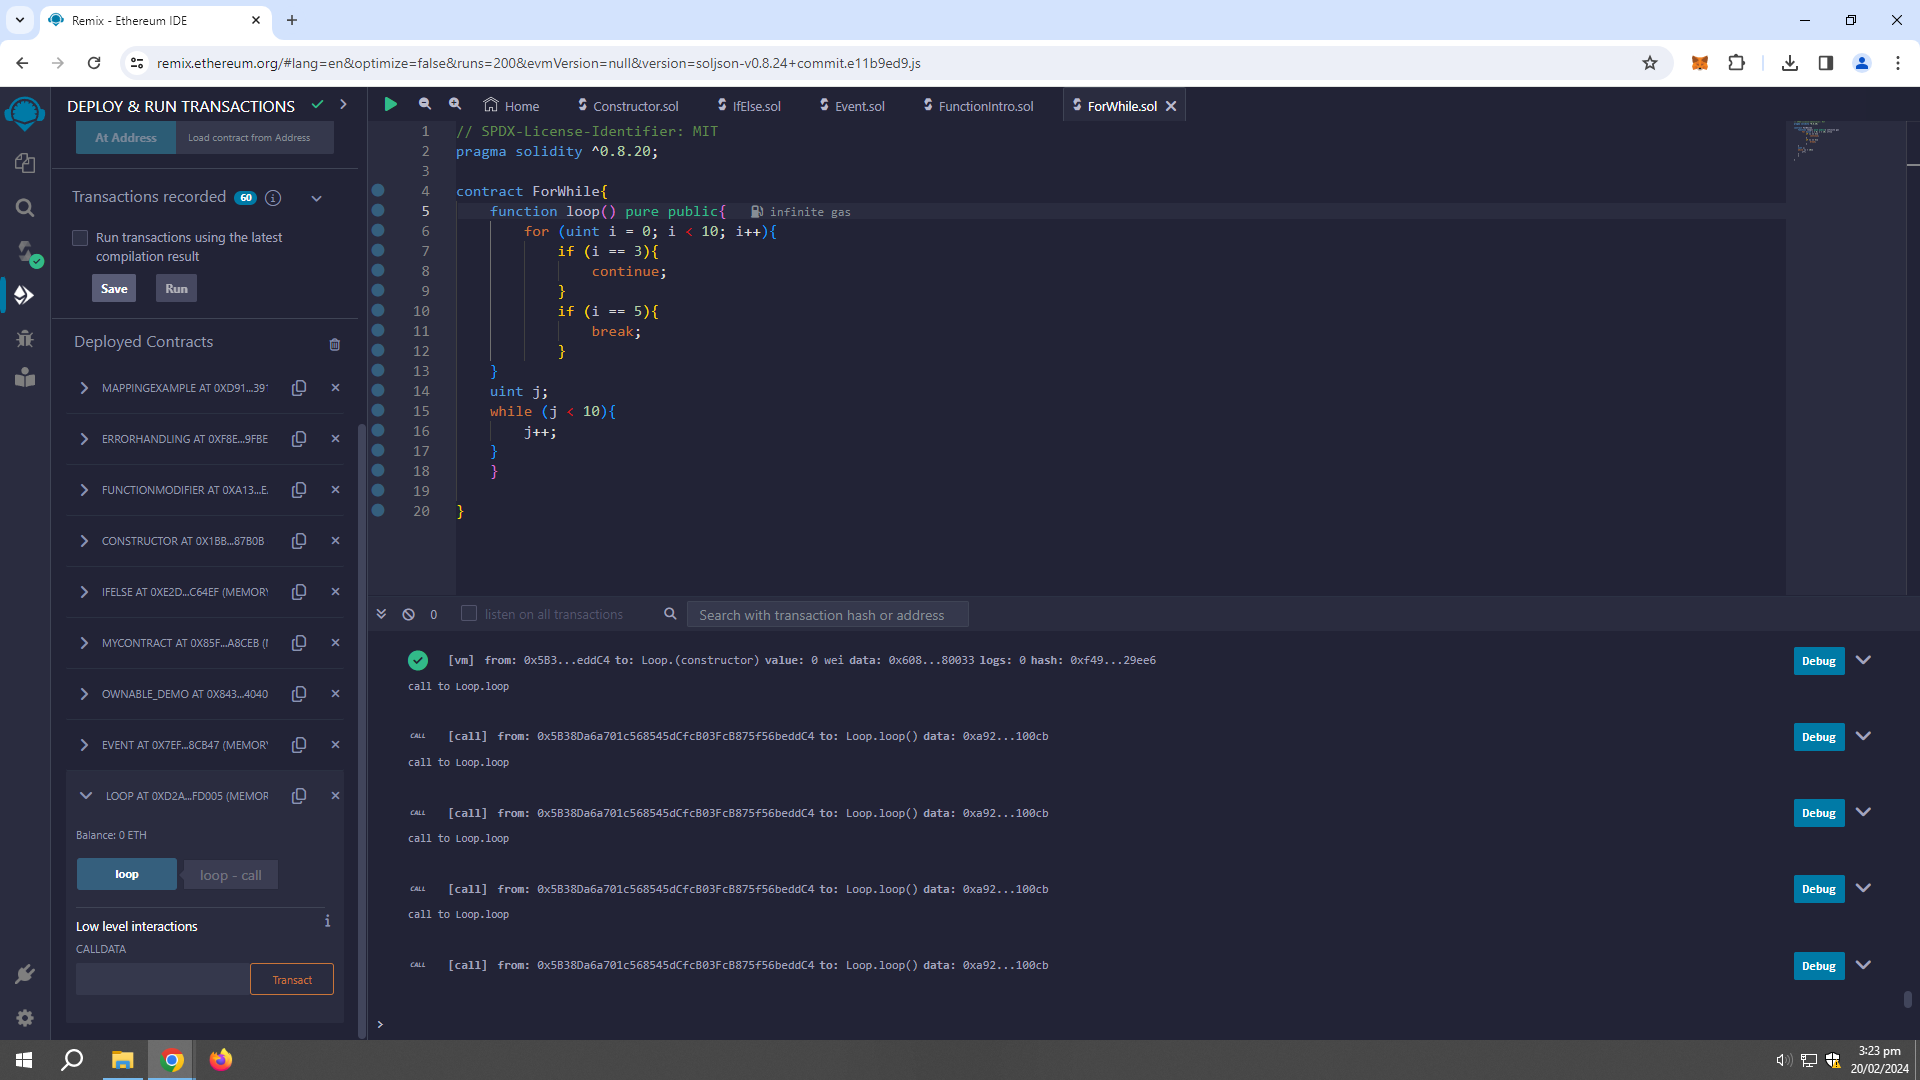 Remix - Ethereum IDE
remix.ethereum.org/#lang=en&optimize=false&runs=200&evmVersion=null&version=soljson-v0.8.24+commit.e11b9ed9.js
DEPLOY & RUN TRANSACTIONS
At Address
Load contract from Address
Transactions recorded 60
Run transactions using the latest
compilation result
Save
Run
Deployed Contracts
MAPPINGEXAMPLE AT 0XD91...391
ERRORHANDLING AT 0XF8E...9FBE
FUNCTIONMODIFIER AT 0XA13...E
CONSTRUCTOR AT 0X1BB...87B0B
IFELSE AT 0XE2D...C64EF (MEMORY
MYCONTRACT AT 0X85F...A8CEB (
OWNABLE_DEMO AT 0X843...4040
EVENT AT 0X7EF...8CB47 (MEMORY
LOOP AT 0XD2A...FD005 (MEMOR
Balance: 0 ETH
loop
loop - call
Low level interactions
CALLDATA
Transact
Home
Constructor.sol
IfElse.sol
Event.sol
FunctionIntro.sol
ForWhile.sol
1 // SPDX-License-Identifier: MIT
2 pragma solidity ^0.8.20;
3
4 contract ForWhile{
5 function loop() pure public{ infinite gas
6 for (uint i = 0; i < 10; i++){
7 if (i == 3){
8 continue;
9 }
10 if (i == 5){
11 break;
12 }
13 }
14 uint j;
15 while (j < 10){
16 j++;
17 }
18 }
19
20 }
0
listen on all transactions
Search with transaction hash or address
[vm] from: 0x5B3...eddC4 to: Loop.(constructor) value: 0 wei data: 0x608...80033 logs: 0 hash: 0xf49...29ee6
Debug
call to Loop.loop
CALL [call] from: 0x5B38Da6a701c568545dCfcB03FcB875f56beddC4 to: Loop.loop() data: 0xa92...100cb
Debug
call to Loop.loop
CALL [call] from: 0x5B38Da6a701c568545dCfcB03FcB875f56beddC4 to: Loop.loop() data: 0xa92...100cb
Debug
call to Loop.loop
CALL [call] from: 0x5B38Da6a701c568545dCfcB03FcB875f56beddC4 to: Loop.loop() data: 0xa92...100cb
Debug
call to Loop.loop
CALL [call] from: 0x5B38Da6a701c568545dCfcB03FcB875f56beddC4 to: Loop.loop() data: 0xa92...100cb
Debug
>
3:23 pm
20/02/2024